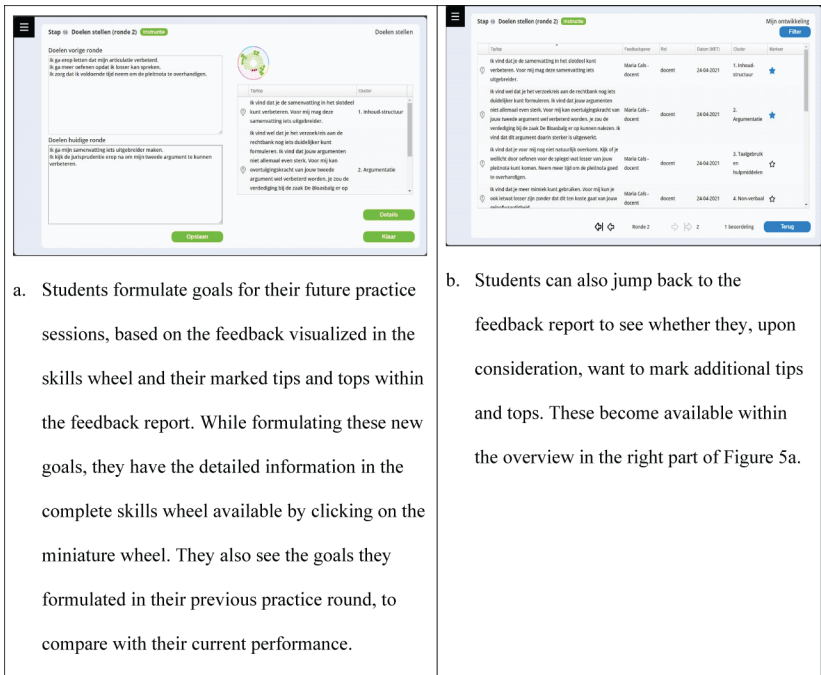 Stap Doelen stellen (ronde 2) Instructie
Doelen stellen
Doelen vorige ronde
Ik ga erop letten dat mijn articulatie verbeterd.
Ik ga meer oefenen opdat ik losser kan spreken.
Ik zorg dat ik voldoende tijd neem om de pleitnota te overhandigen.
Doelen huidige ronde
Ik ga mijn samenvatting iets uitgebreider maken.
Ik kijk de jurisprudentie erop na om mijn tweede argument te kunnen
verbeteren.
Opslaan
Tip/top Cluster
Ik vind dat je de samenvatting in het slotdeel
kunt verbeteren. Voor mij mag deze
samenvatting iets uitgebreider.
1. Inhoud-structuur
Ik vind wel dat je het verzoekreis aan de
rechtbank nog iets duidelijker kunt
formuleren. Ik vind dat jouw argumenten
niet allemaal even sterk. Voor mij kan
overtuigingskracht van jouw tweede
argument wel verbeterd worden. Je zou de
verdediging bij de zaak De Blaasbalg er op
2. Argumentatie
Details
Klaar
a. Students formulate goals for their future practice
sessions, based on the feedback visualized in the
skills wheel and their marked tips and tops within
the feedback report. While formulating these new
goals, they have the detailed information in the
complete skills wheel available by clicking on the
miniature wheel. They also see the goals they
formulated in their previous practice round, to
compare with their current performance.
Stap Doelen stellen (ronde 2) Instructie
Mijn ontwikkeling
Filter
Tip/top Feedbackgever Rol Datum (MET) Cluster Markeer
Ik vind dat je de samenvatting in het slotdeel kunt
verbeteren. Voor mij mag deze samenvatting iets
uitgebreider.
Maria Cals - docent
docent
24-04-2021
1. Inhoud-structuur
Ik vind wel dat je het verzoekreis aan de rechtbank nog iets
duidelijker kunt formuleren. Ik vind dat jouw argumenten
niet allemaal even sterk. Voor mij kan overtuigingskracht van
jouw tweede argument wel verbeterd worden. Je zou de
verdediging bij de zaak De Blaasbalg er op kunnen nalezen. Ik
vind dat dit argument daarin sterker is uitgewerkt.
Maria Cals - docent
docent
24-04-2021
2. Argumentatie
Ik vind dat je voor mij nog niet natuurlijk overkomt. Kijk of je
wellicht door oefenen voor de spiegel wat losser van jouw
pleitnota kunt komen. Neem meer tijd om de pleitnota goed
te overhandigen.
Maria Cals - docent
docent
24-04-2021
3. Taalgebruik en hulpmiddelen
Ik vind dat je meer mimiek kunt gebruiken. Voor mij kun je
ook ietwat losser zijn zonder dat dit ten koste gaat van jouw
Maria Cals - docent
docent
24-04-2021
4. Non-verbaal
Ronde 2 2 1 beoordeling Terug
b. Students can also jump back to the
feedback report to see whether they, upon
consideration, want to mark additional tips
and tops. These become available within
the overview in the right part of Figure 5a.